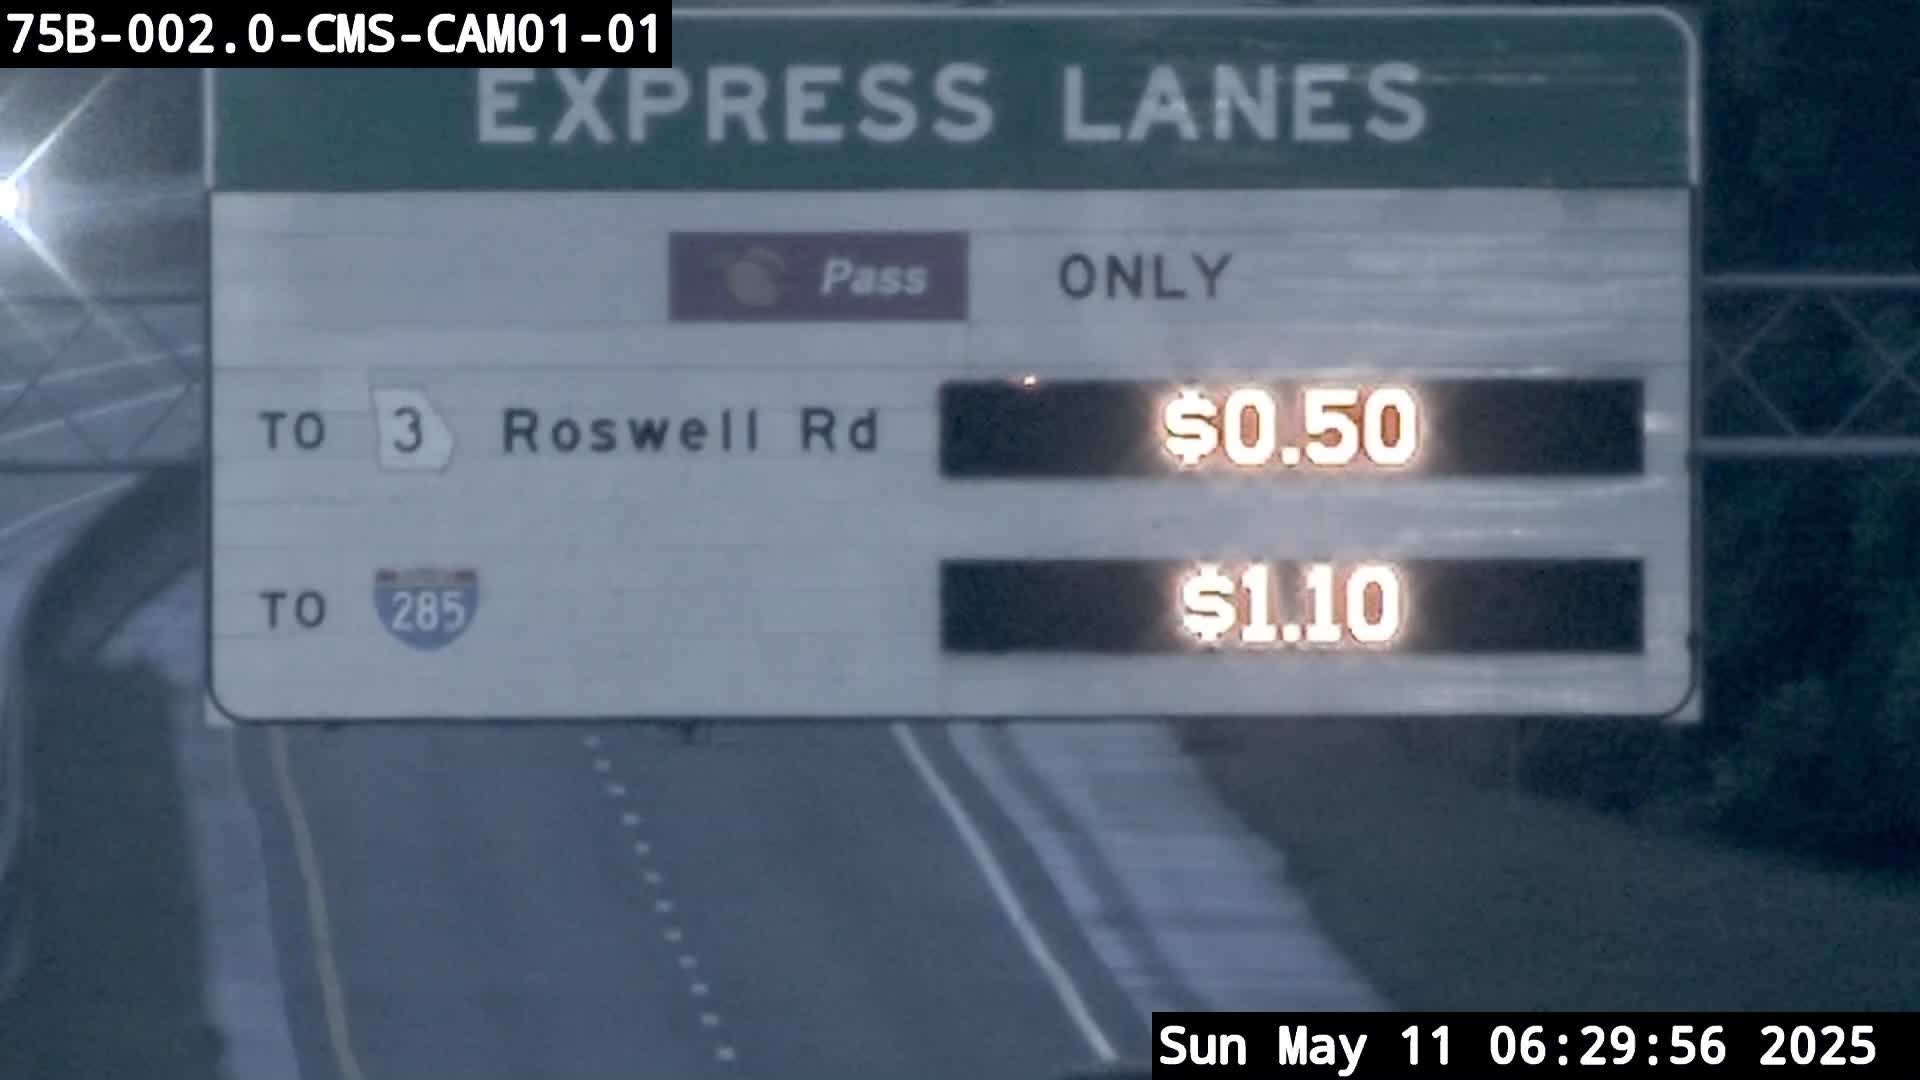 75B-002.0-CMS-CAM01-01
EXPRESS LANES
Pass ONLY
TO 3 Roswell Rd $0.50
TO 285 $1.10
Sun May 11 06:29:56 2025